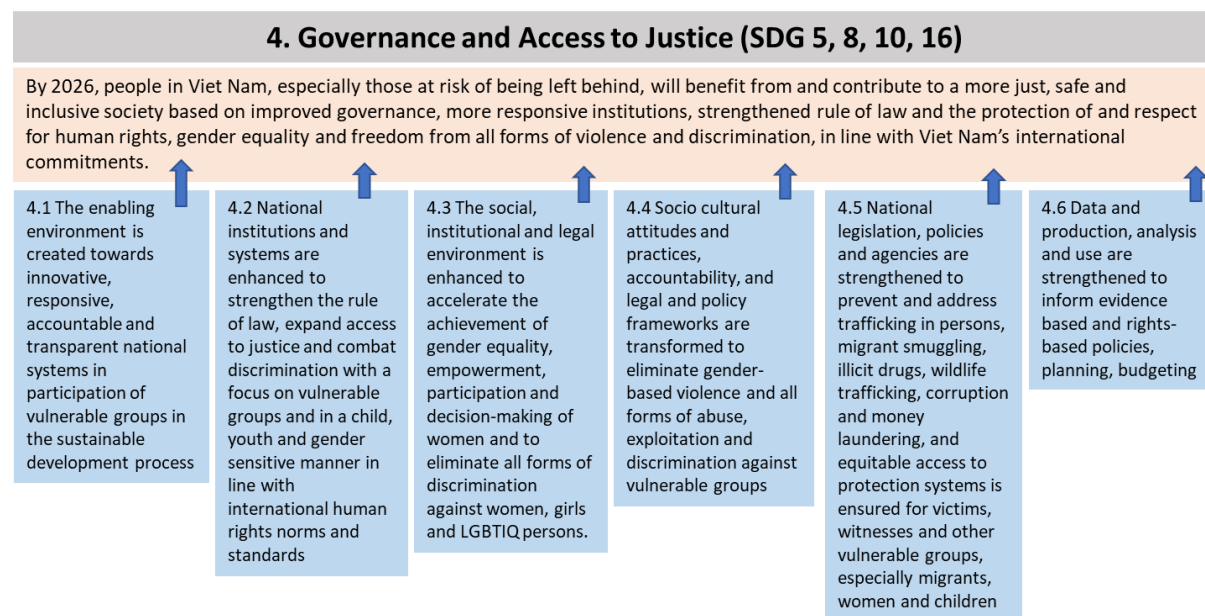 4. Governance and Access to Justice (SDG 5, 8, 10, 16)
By 2026, people in Viet Nam, especially those at risk of being left behind, will benefit from and contribute to a more just, safe and
inclusive society based on improved governance, more responsive institutions, strengthened rule of law and the protection of and respect
for human rights, gender equality and freedom from all forms of violence and discrimination, in line with Viet Nam's international
commitments.
4.1 The enabling
environment is
created towards
innovative,
responsive,
accountable and
transparent national
systems in
participation of
vulnerable groups in
the sustainable
development process
4.2 National
institutions and
systems are
enhanced to
strengthen the rule
of law, expand access
to justice and combat
discrimination with a
focus on vulnerable
groups and in a child,
youth and gender
sensitive manner in
line with
international human
rights norms and
standards
4.3 The social,
institutional and legal
environment is
enhanced to
accelerate the
achievement of
gender equality,
empowerment,
participation and
decision-making of
women and to
eliminate all forms of
discrimination
against women, girls
and LGBTIQ persons.
4.4 Socio cultural
attitudes and
practices,
accountability, and
legal and policy
frameworks are
transformed to
eliminate gender-
based violence and all
forms of abuse,
exploitation and
discrimination against
vulnerable groups
4.5 National
legislation, policies
and agencies are
strengthened to
prevent and address
trafficking in persons,
migrant smuggling,
illicit drugs, wildlife
trafficking, corruption
and money
laundering, and
equitable access to
protection systems is
ensured for victims,
witnesses and other
vulnerable groups,
especially migrants,
women and children
4.6 Data and
production, analysis
and use are
strengthened to
inform evidence
based and rights-
based policies,
planning, budgeting